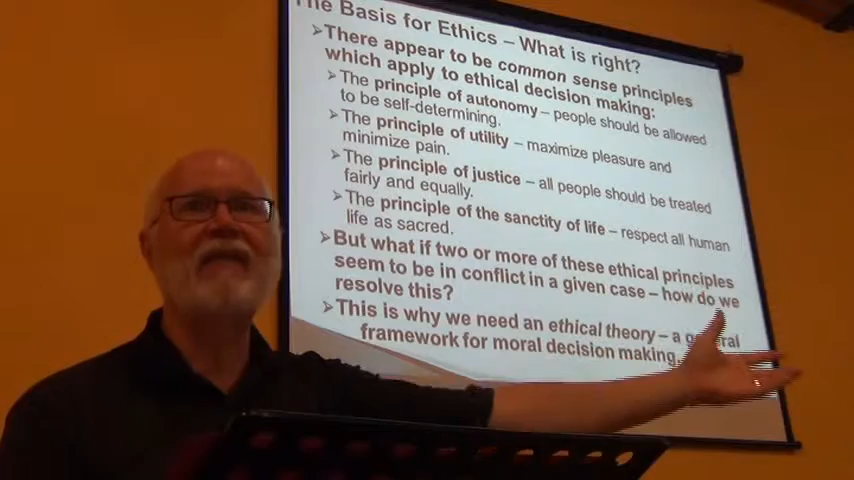 The Basis for Ethics – What is right?
➢There appear to be common sense principles
which apply to ethical decision making:
➢The principle of autonomy – people should be allowed
to be self-determining.
➢The principle of utility – maximize pleasure and
minimize pain.
➢The principle of justice – all people should be treated
fairly and equally.
➢The principle of the sanctity of life – respect all human
life as sacred.
➢But what if two or more of these ethical principles
seem to be in conflict in a given case – how do we
resolve this?
➢This is why we need an ethical theory – a
framework for moral decision making.